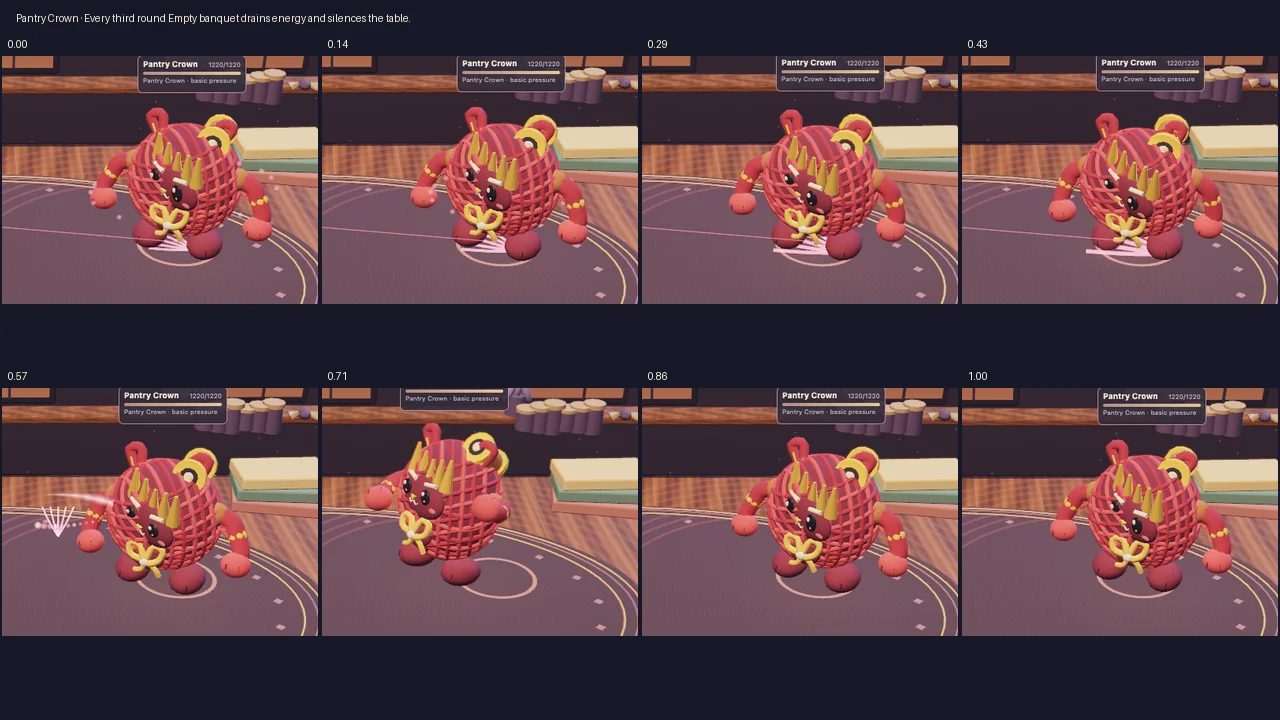 Pantry Crown · Every third round Empty banquet drains energy and silences the table.
0.00
0.14
0.29
0.43
Pantry Crown 1220/1220
Pantry Crown · basic pressure
Pantry Crown 1220/1220
Pantry Crown · basic pressure
Pantry Crown 1220/1220
Pantry Crown · basic pressure
Pantry Crown 1220/1220
Pantry Crown · basic pressure
0.57
0.71
0.86
1.00
Pantry Crown 1220/1220
Pantry Crown · basic pressure
Pantry Crown · basic pressure
Pantry Crown 1220/1220
Pantry Crown · basic pressure
Pantry Crown 1220/1220
Pantry Crown · basic pressure